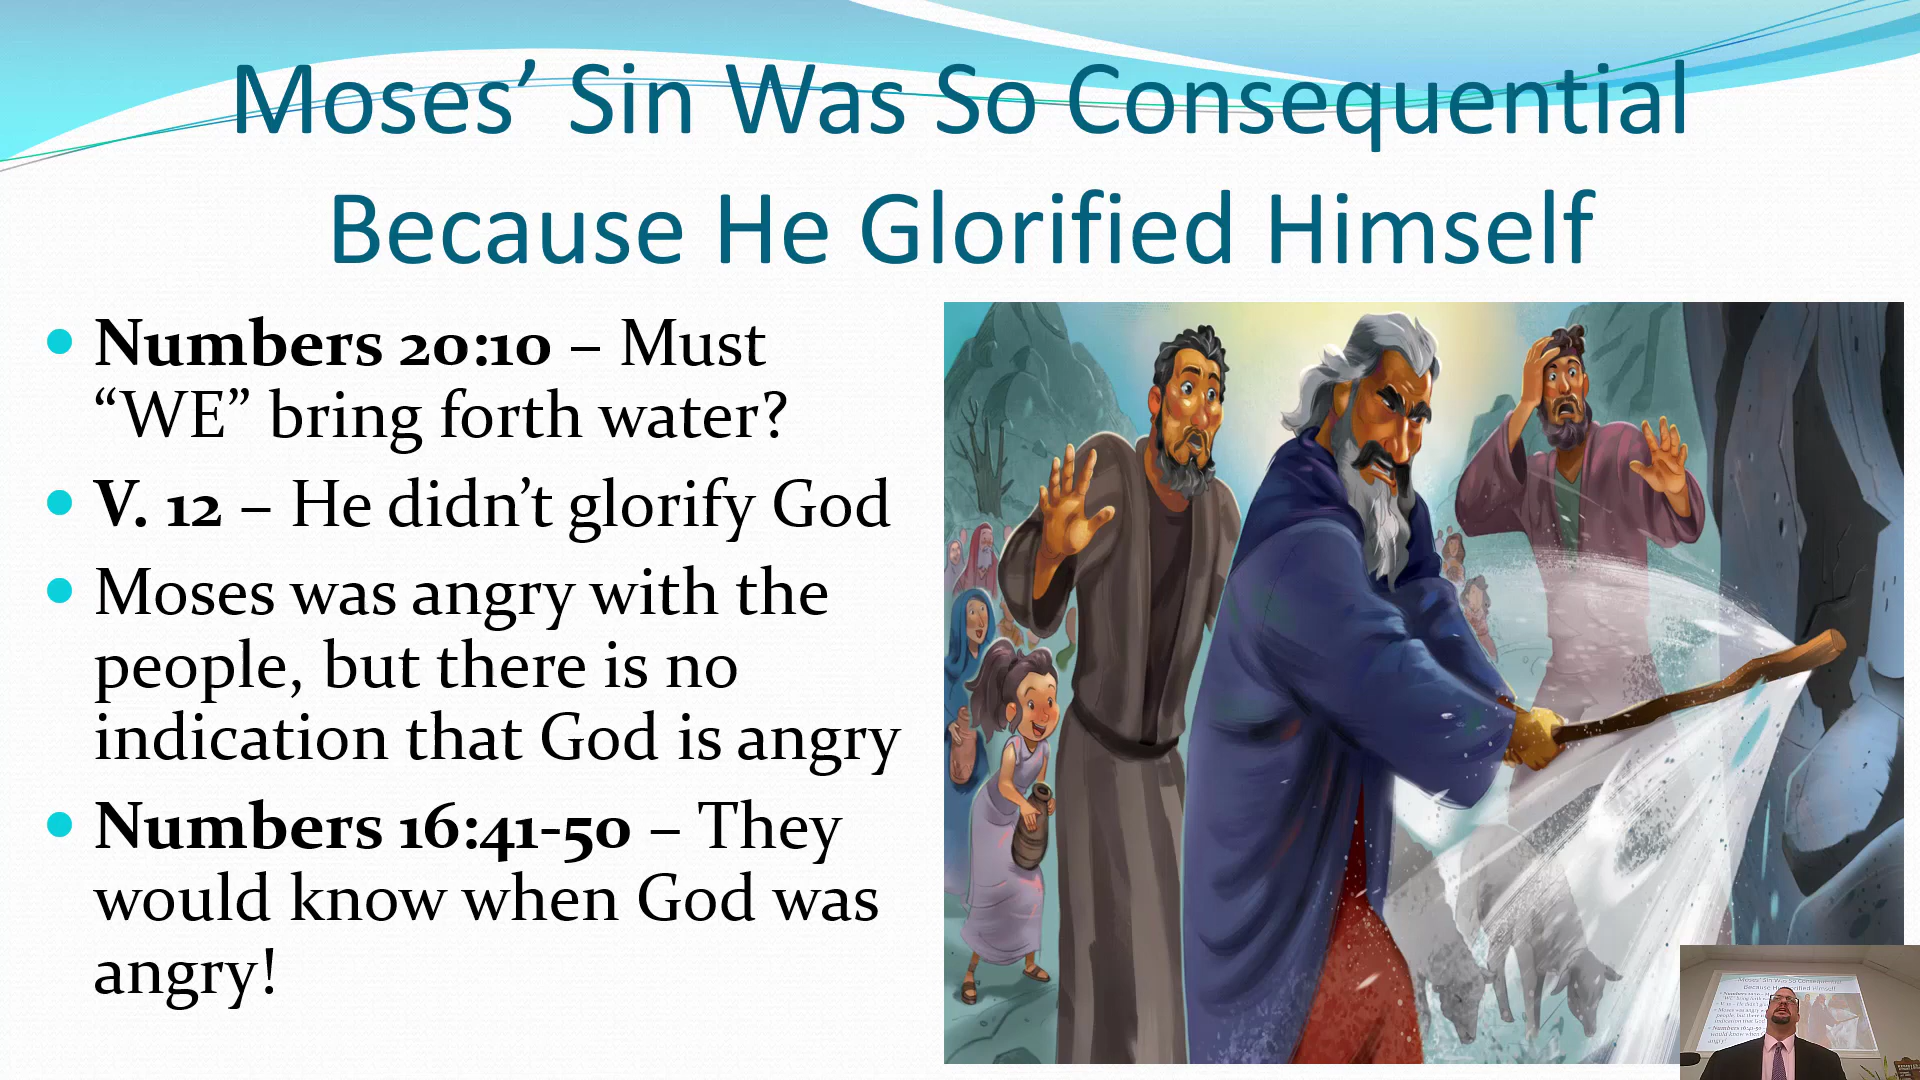 Moses’ Sin Was So Consequential
Because He Glorified Himself
• Numbers 20:10 – Must
“WE” bring forth water?
• V. 12 – He didn’t glorify God
• Moses was angry with the
people, but there is no
indication that God is angry
• Numbers 16:41-50 – They
would know when God was
angry!